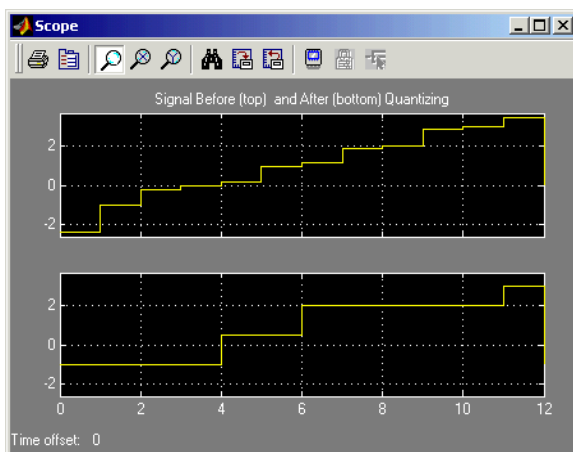 Scope
Signal Before (top) and After (bottom) Quantizing
2
0
-2
2
0
-2
0 2 4 6 8 10 12
Time offset: 0